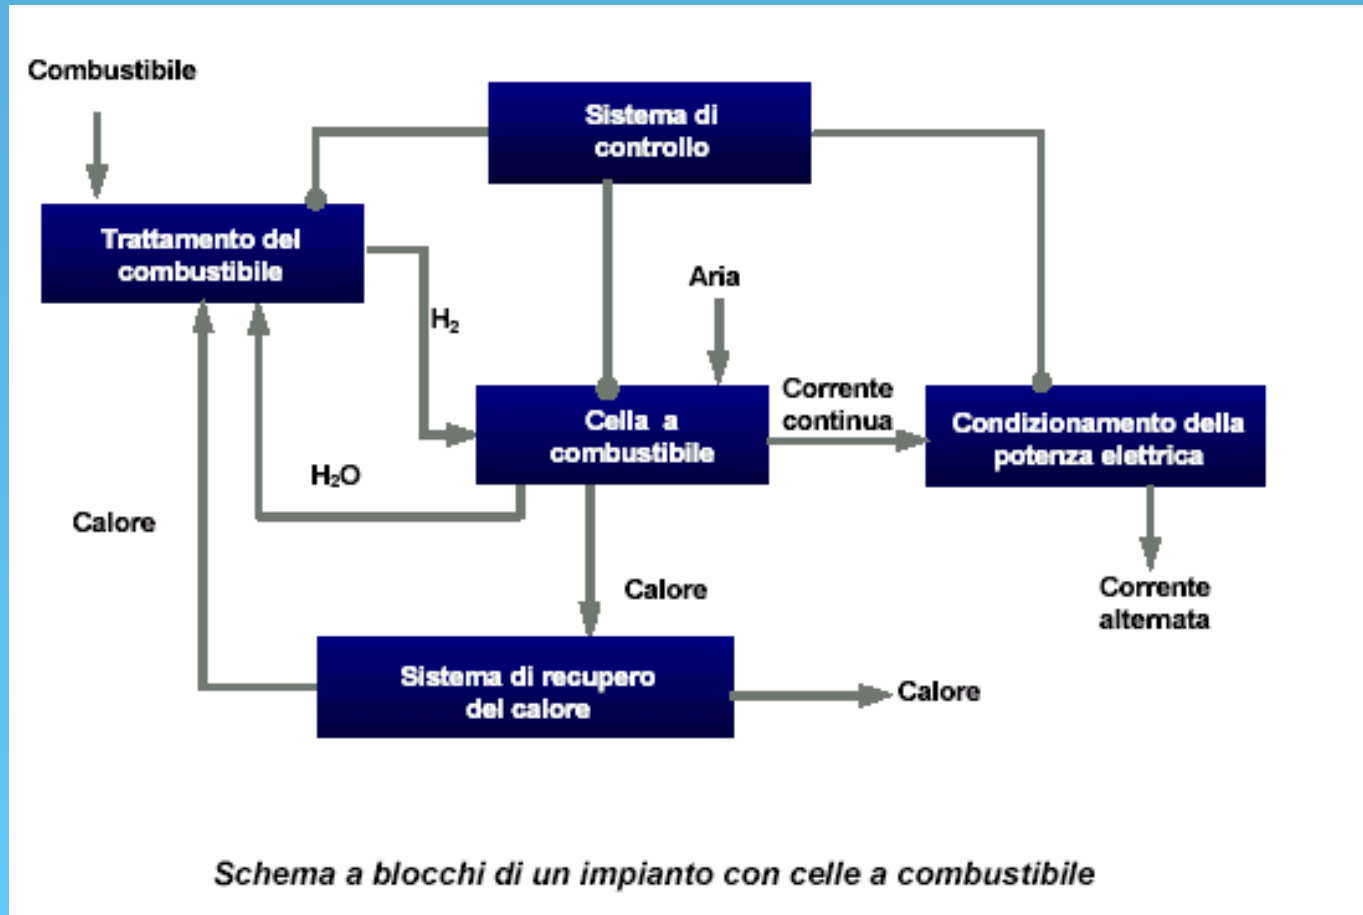 Combustibile
Sistema di
controllo
Trattamento del
combustibile
Aria
H₂
Corrente
continua
Cella a
combustibile
Condizionamento della
potenza elettrica
H₂O
Calore
Calore
Corrente
alternata
Sistema di recupero
del calore
Calore
Schema a blocchi di un impianto con celle a combustibile